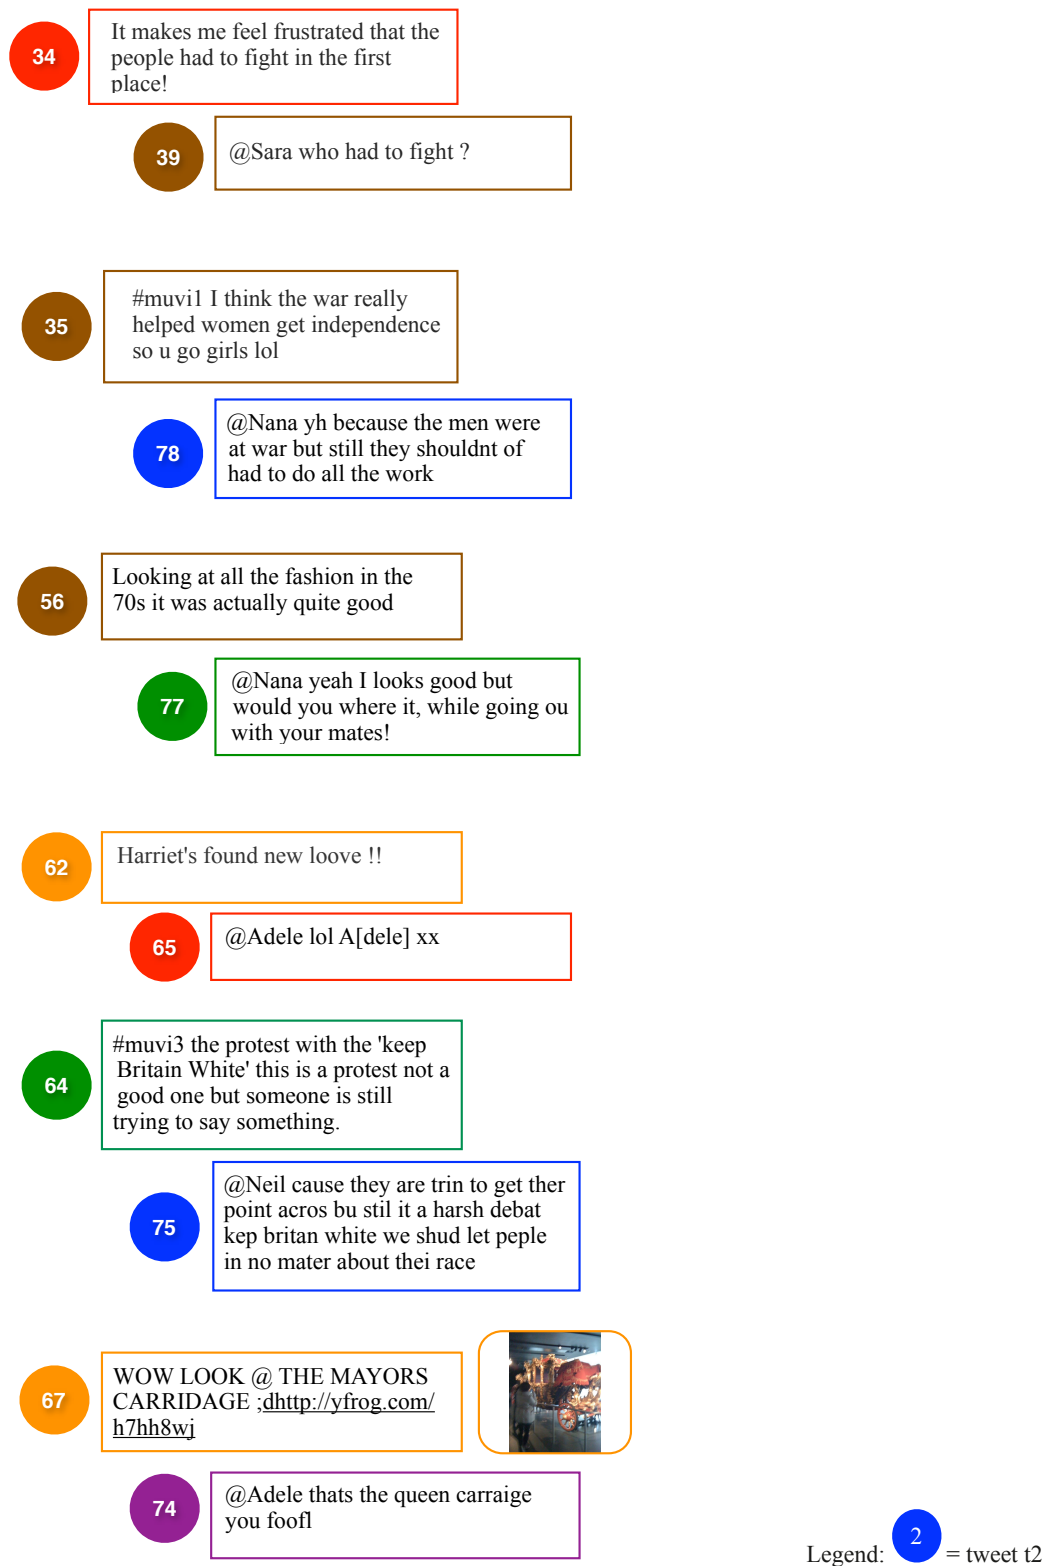 34
It makes me feel frustrated that the
people had to fight in the first
place!
39
@Sara who had to fight ?
35
#muvi1 I think the war really
helped women get independence
so u go girls lol
78
@Nana yh because the men were
at war but still they shouldnt of
had to do all the work
56
Looking at all the fashion in the
70s it was actually quite good
77
@Nana yeah I looks good but
would you where it, while going ou
with your mates!
62
Harriet's found new loove !!
65
@Adele lol A[dele] xx
64
#muvi3 the protest with the 'keep
Britain White' this is a protest not a
good one but someone is still
trying to say something.
75
@Neil cause they are trin to get ther
point acros bu stil it a harsh debat
kep britan white we shud let peple
in no mater about thei race
67
WOW LOOK @ THE MAYORS
CARRIDAGE ;dhttp://yfrog.com/
h7hh8wj
74
@Adele thats the queen carraige
you foofl
Legend: 2 = tweet t2